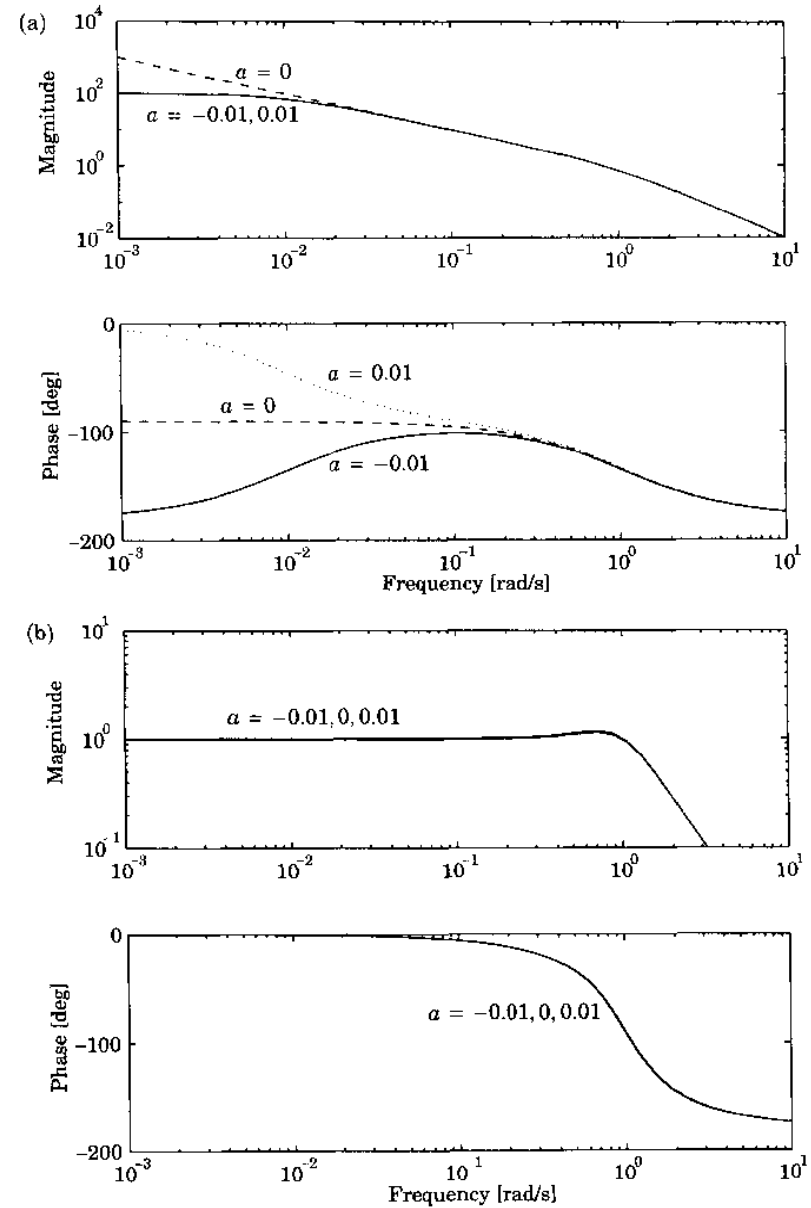 (a)
10^4
10^2
10^0
10^-2
Magnitude
a = 0
a = −0.01, 0.01
10^-3
10^-2
10^-1
10^0
10^1
0
-100
-200
Phase [deg]
a = 0.01
a = 0
a = −0.01
10^-3
10^-2
10^-1
10^0
10^1
Frequency [rad/s]
(b)
10^1
10^0
10^-1
Magnitude
a = −0.01, 0, 0.01
10^-3
10^-2
10^-1
10^0
10^1
0
-100
-200
Phase [deg]
a = −0.01, 0, 0.01
10^-3
10^-2
10^-1
10^0
10^1
Frequency [rad/s]